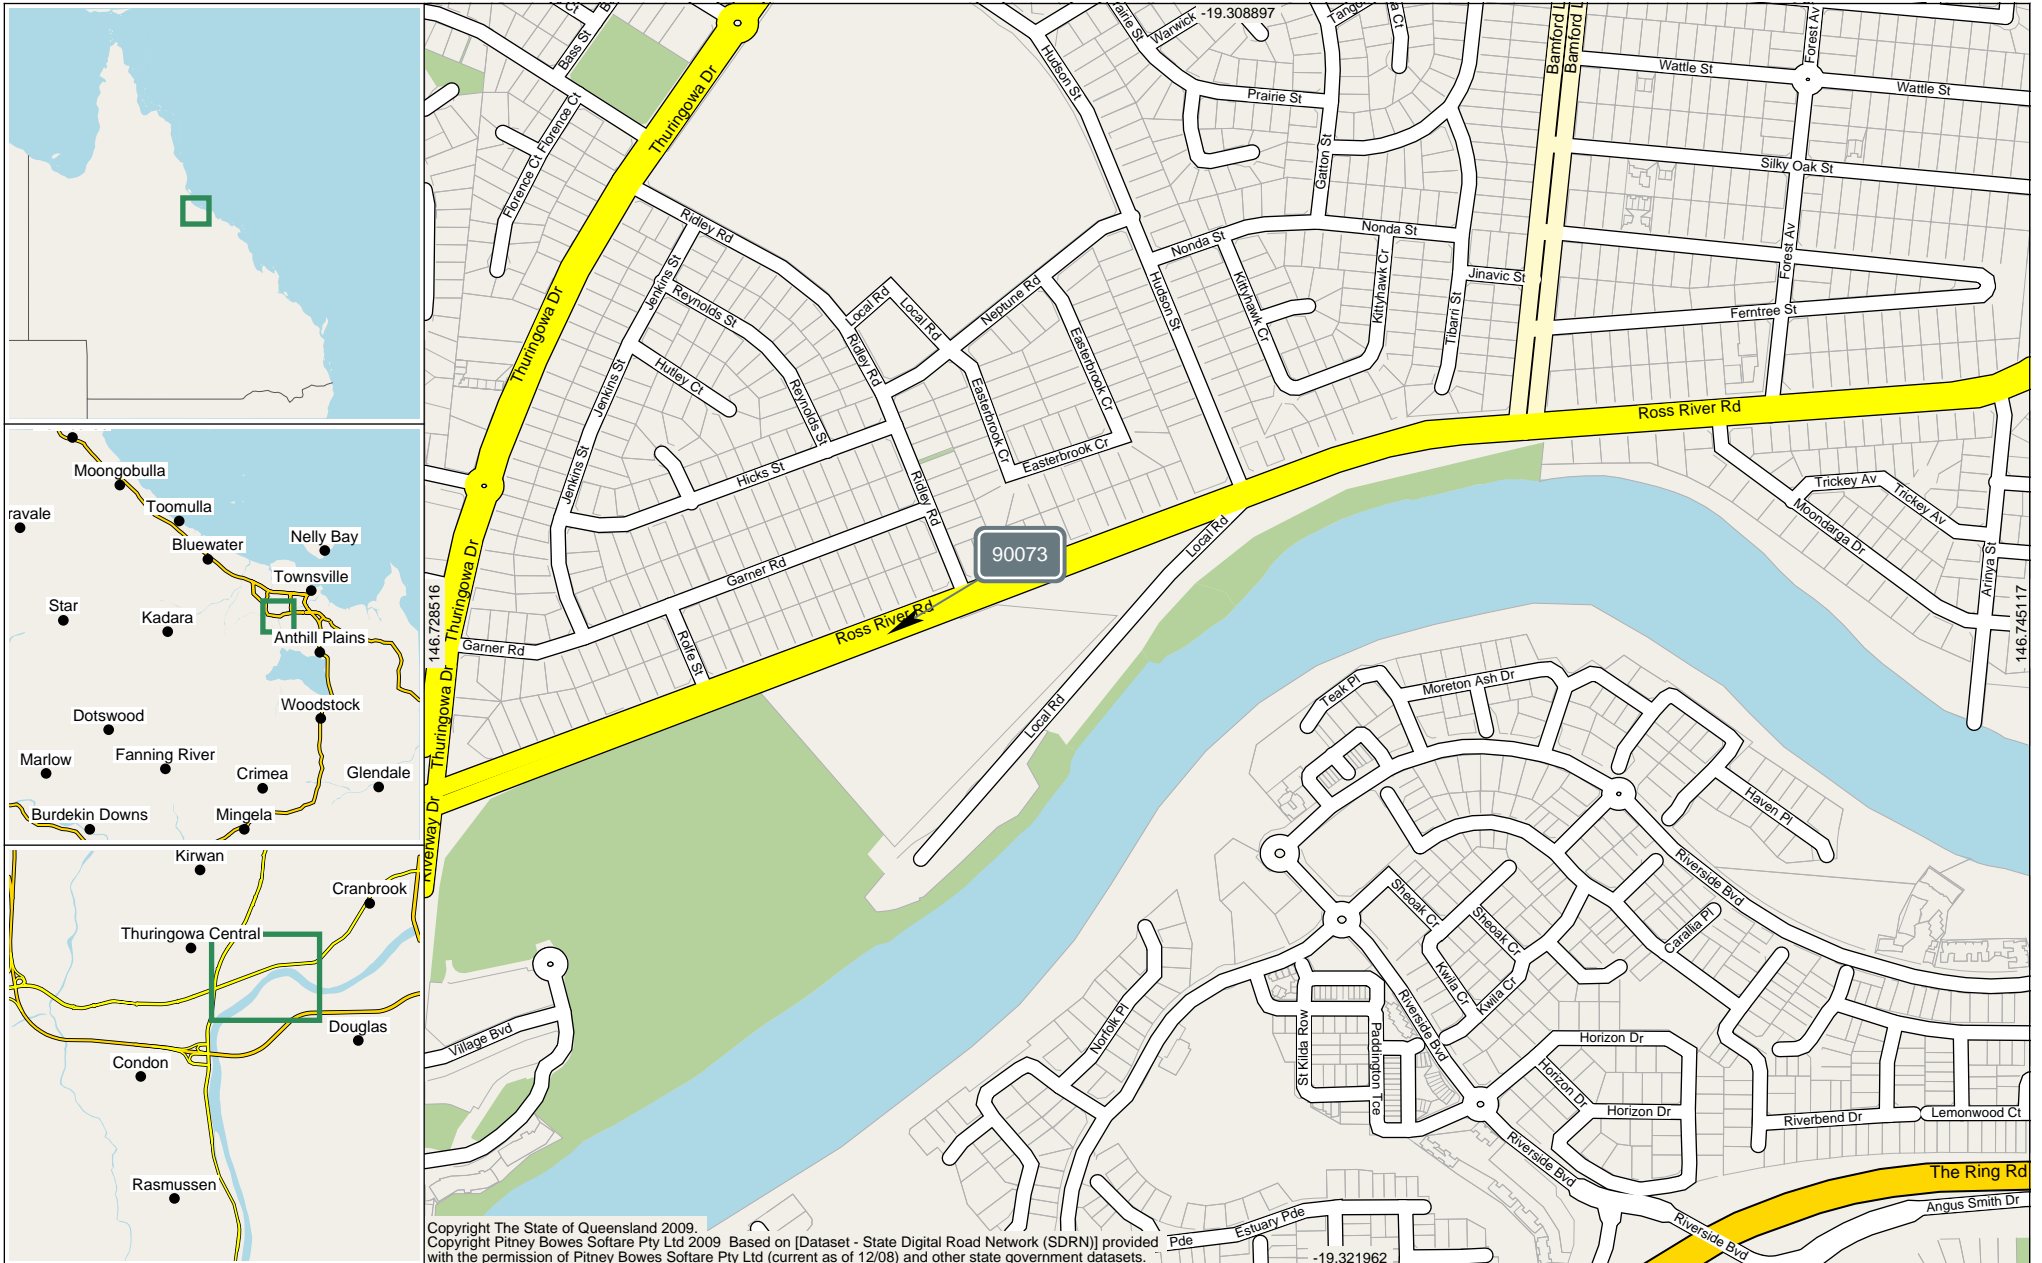 Moongobulla
Toomulla
ravale
Bluewater
Nelly Bay
Townsville
Star
Kadara
Anthill Plains
Woodstock
Dotswood
Fanning River
Marlow
Crimea
Glendale
Burdekin Downs
Mingela
Kirwan
Cranbrook
Thuringowa Central
Douglas
Condon
Rasmussen
-19.308897
146.728516
146.745117
-19.321962
Ct
Bass St
Florence Ct
Florence Ct
Thuringowa Dr
Thuringowa Dr
Thuringowa Dr
Thuringowa Dr
Riverway Dr
Hudson St
Hudson St
Prairie St
Warwick
Prairie St
Gatton St
Bamford L
Bamford L
Forest Av
Forest Av
Wattle St
Wattle St
Silky Oak St
Ferntree St
Nonda St
Nonda St
Jinavic St
Tibarri St
Kittyhawk Cr
Kittyhawk Cr
Ridley Rd
Ridley Rd
Ridley Rd
Jenkins St
Jenkins St
Jenkins St
Reynolds St
Reynolds St
Hutley Ct
Local Rd
Local Rd
Neptune Rd
Easterbrook Cr
Easterbrook Cr
Easterbrook Cr
Hicks St
Garner Rd
Garner Rd
Rolfe St
90073
Ross River Rd
Ross River Rd
Local Rd
Local Rd
Trickey Av
Trickey Av
Moondarga Dr
Arinya St
Teak Pl
Moreton Ash Dr
Haven Pl
Riverside Bvd
Sheoak Cr
Sheoak Cr
Carallia Pl
Kwila Cr
Kwila Cr
Norfolk Pl
Village Bvd
St Kilda Row
Paddington Tce
Riverside Bvd
Horizon Dr
Horizon Dr
Horizon Dr
Riverbend Dr
Lemonwood Ct
Riverside Bvd
The Ring Rd
Angus Smith Dr
Riverside Bvd
Estuary Pde
Pde
Copyright The State of Queensland 2009.
Copyright Pitney Bowes Softare Pty Ltd 2009 Based on [Dataset - State Digital Road Network (SDRN)] provided
with the permission of Pitney Bowes Softare Pty Ltd (current as of 12/08) and other state government datasets.